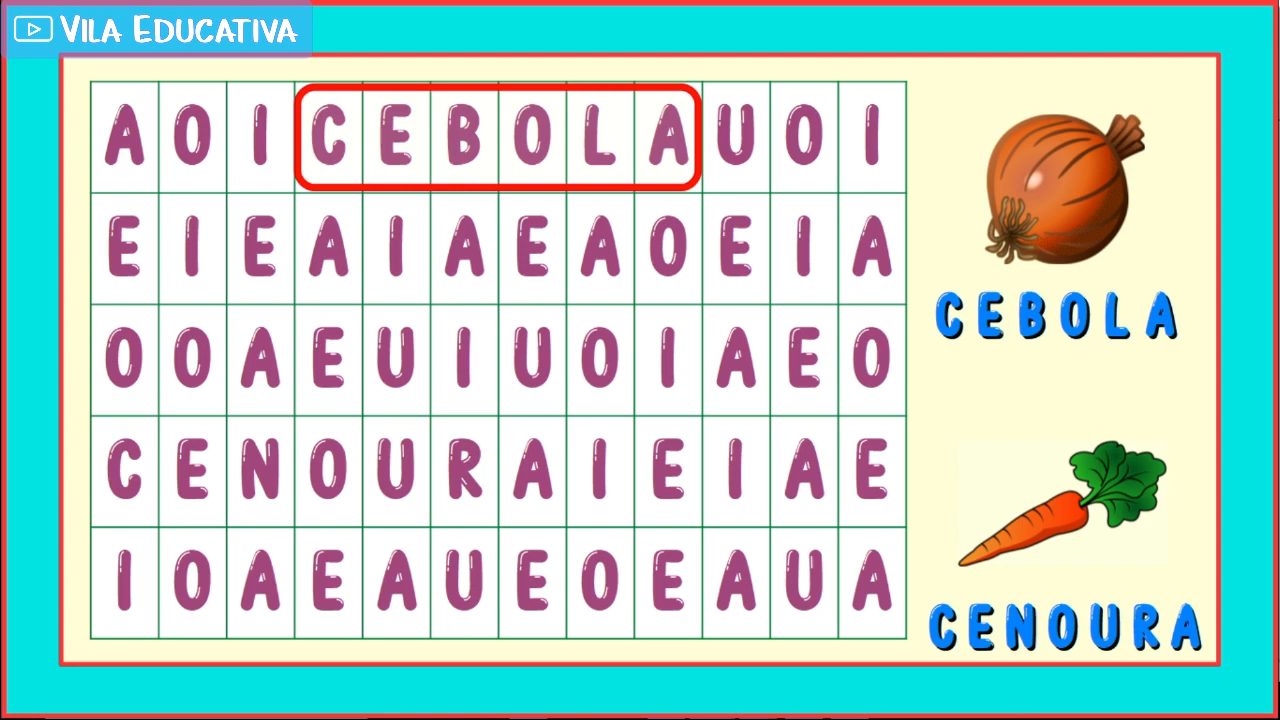 VILA EDUCATIVA
A O I C E B O L A U O I
E I E A I A E A O E I A
O O A E U I U O I A E O
C E N O U R A I E I A E
I O A E A U E O E A U A
CEBOLA
CENOURA